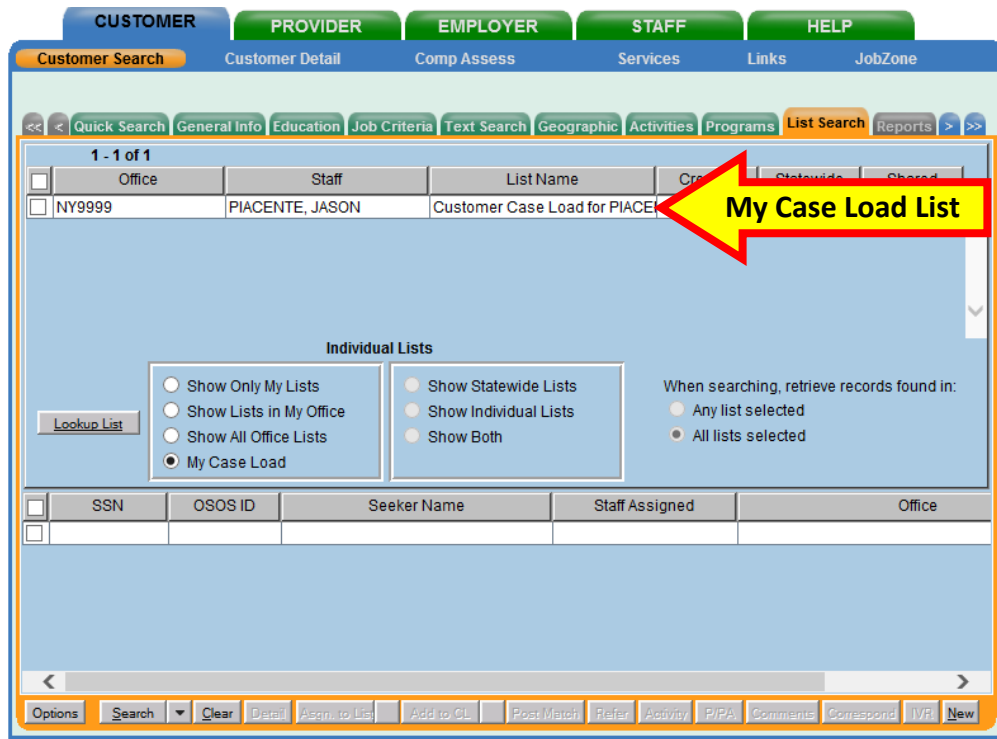 CUSTOMER PROVIDER EMPLOYER STAFF HELP
Customer Search Customer Detail Comp Assess Services Links JobZone
<< < Quick Search General Info Education Job Criteria Text Search Geographic Activities Programs List Search Reports > >>
1 - 1 of 1
Office Staff List Name Cre Statewide Shared
NY9999 PIACENTE, JASON Customer Case Load for PIACE
My Case Load List
Individual Lists
Show Only My Lists Show Statewide Lists When searching, retrieve records found in:
Show Lists in My Office Show Individual Lists Any list selected
Lookup List
Show All Office Lists Show Both All lists selected
My Case Load
SSN OSOS ID Seeker Name Staff Assigned Office
Options Search Clear Detail Asgn. to List Add to CL Post Match Refer Activity P/PA Comments Correspond IVR New